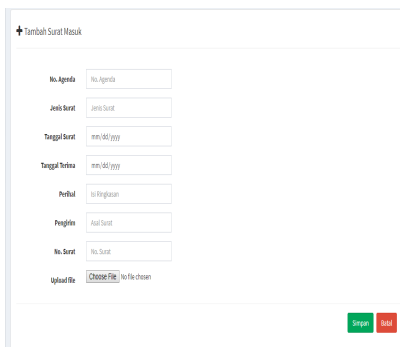 Tambah Surat Masuk
No. Agenda No. Agenda
Jenis Surat Jenis Surat
Tanggal Surat mm/dd/yyyy
Tanggal Terima mm/dd/yyyy
Perihal Isi Ringkasan
Pengirim Asal Surat
No. Surat No. Surat
Upload file Choose File No file chosen
Simpan Batal